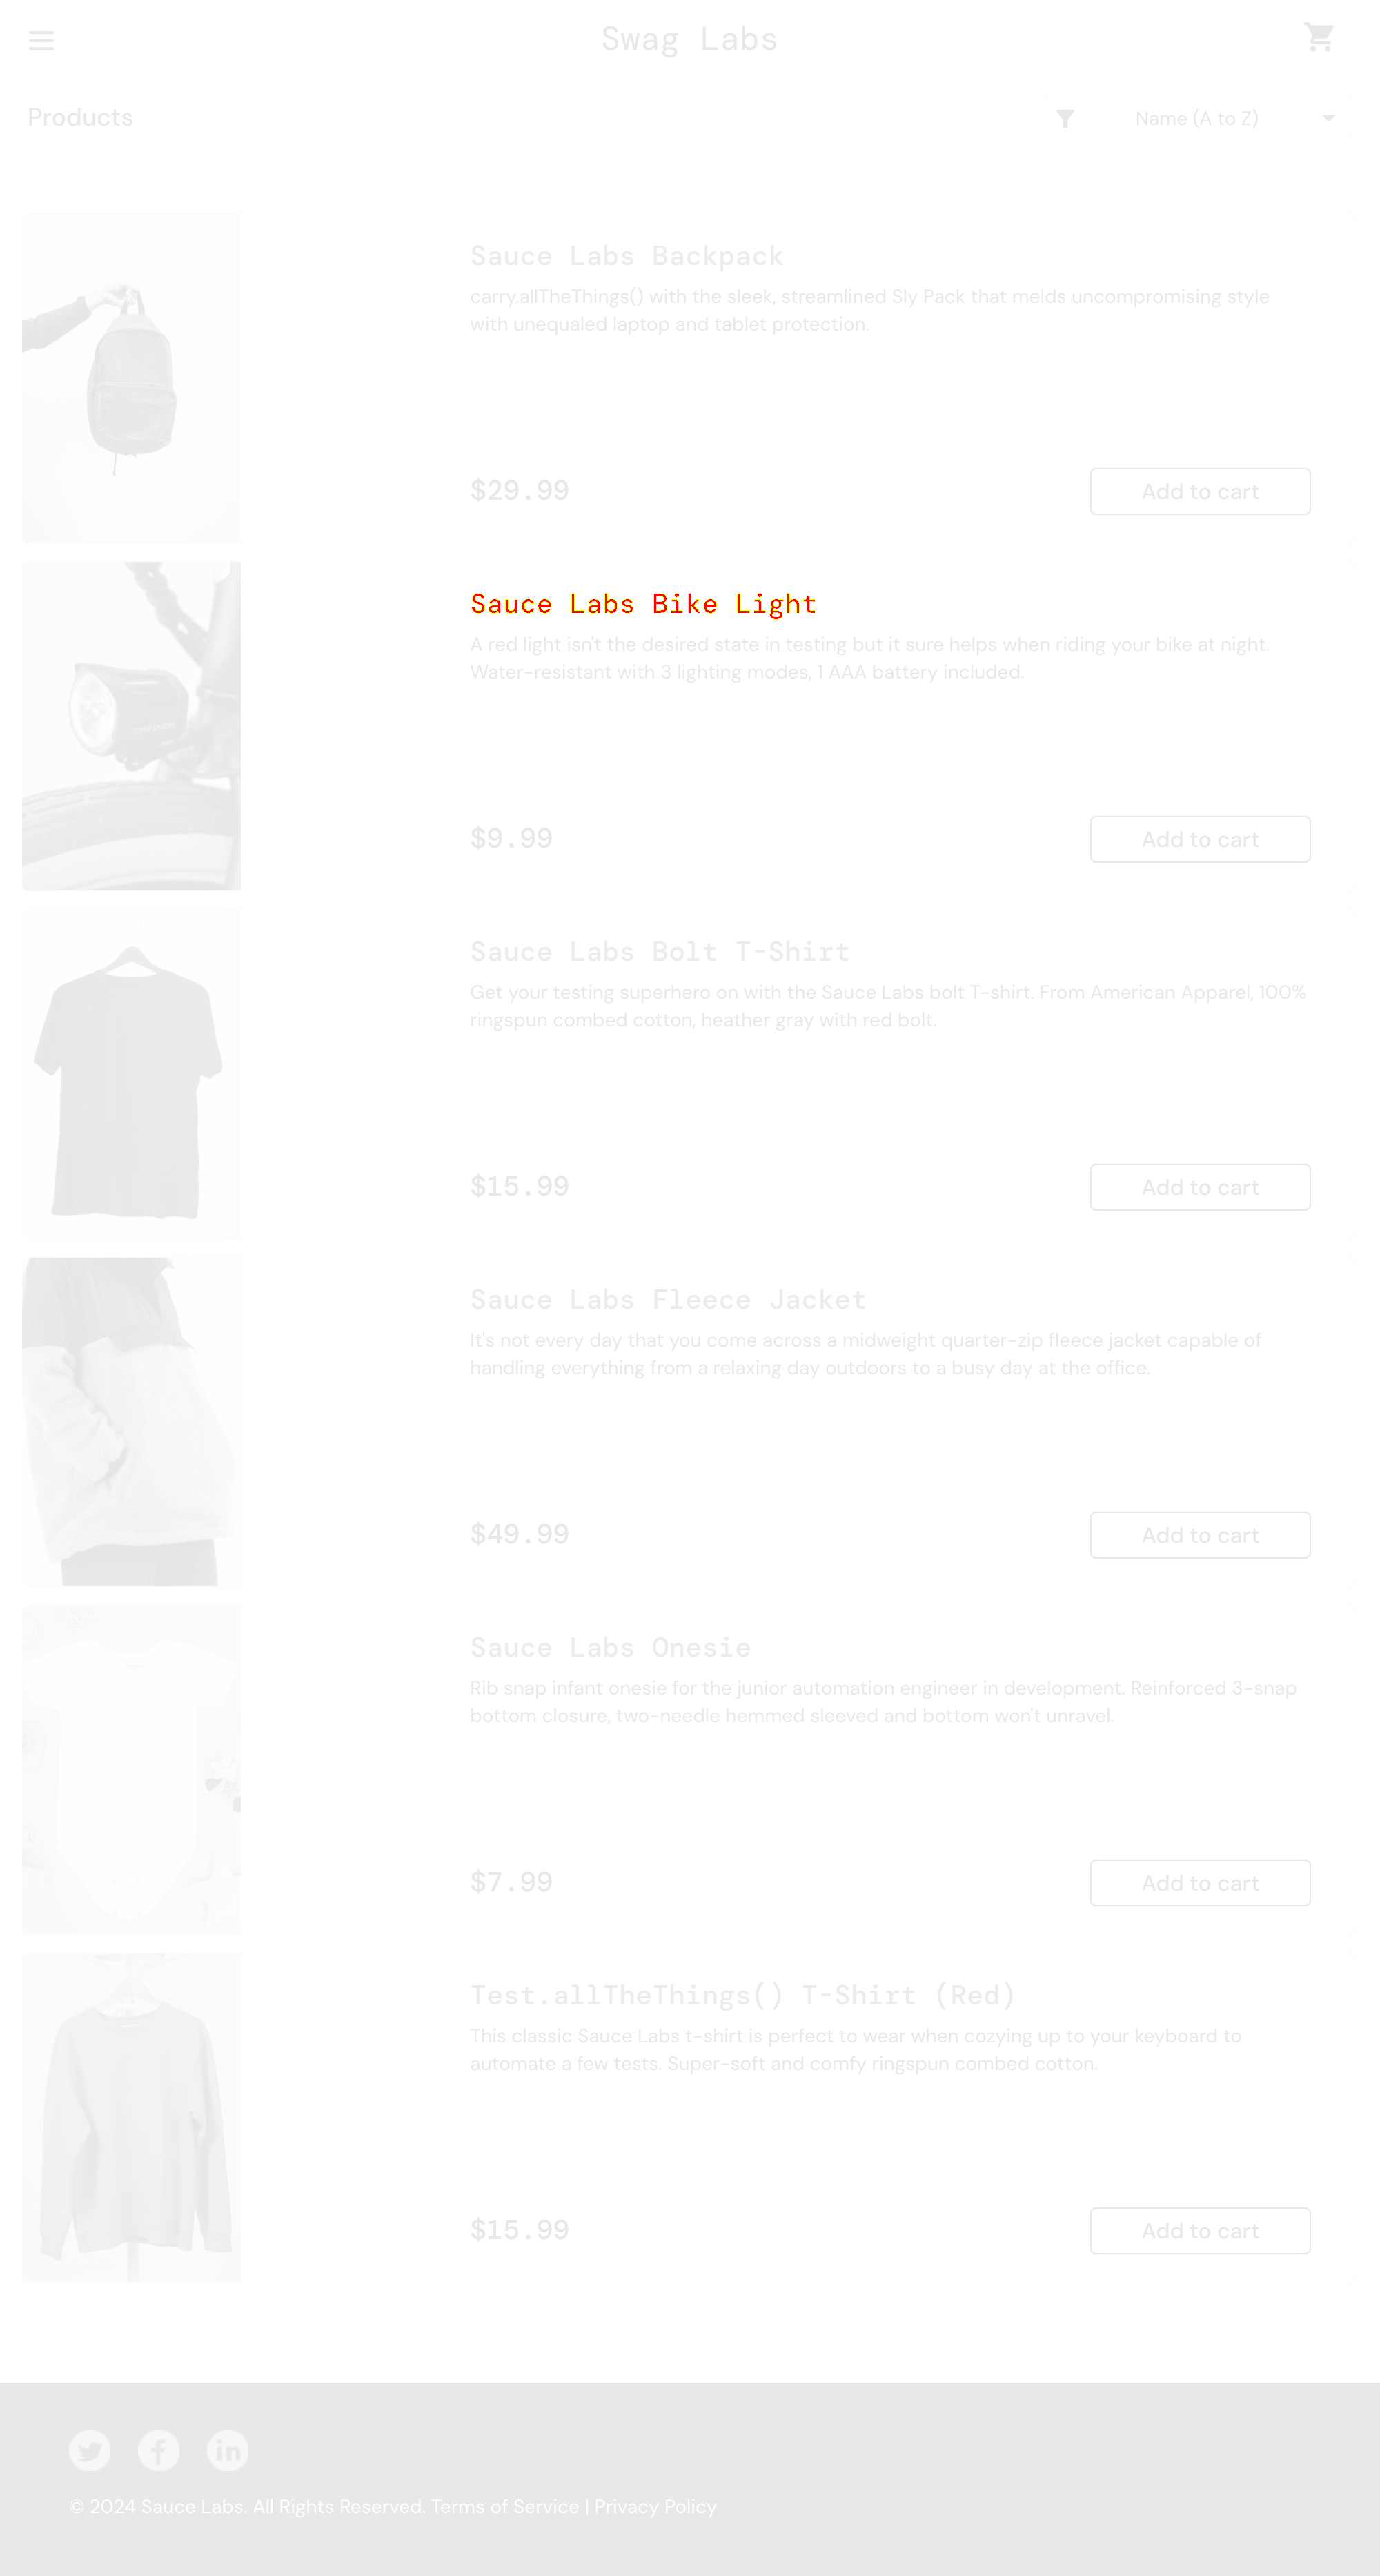 Swag Labs
Products
Name (A to Z)
Sauce Labs Backpack
carry.allTheThings() with the sleek, streamlined Sly Pack that melds uncompromising style
with unequaled laptop and tablet protection.
$29.99
Add to cart
Sauce Labs Bike Light
A red light isn't the desired state in testing but it sure helps when riding your bike at night.
Water-resistant with 3 lighting modes, 1 AAA battery included.
$9.99
Add to cart
Sauce Labs Bolt T-Shirt
Get your testing superhero on with the Sauce Labs bolt T-shirt. From American Apparel, 100%
ringspun combed cotton, heather gray with red bolt.
$15.99
Add to cart
Sauce Labs Fleece Jacket
It's not every day that you come across a midweight quarter-zip fleece jacket capable of
handling everything from a relaxing day outdoors to a busy day at the office.
$49.99
Add to cart
Sauce Labs Onesie
Rib snap infant onesie for the junior automation engineer in development. Reinforced 3-snap
bottom closure, two-needle hemmed sleeved and bottom won't unravel.
$7.99
Add to cart
Test.allTheThings() T-Shirt (Red)
This classic Sauce Labs t-shirt is perfect to wear when cozying up to your keyboard to
automate a few tests. Super-soft and comfy ringspun combed cotton.
$15.99
Add to cart
© 2024 Sauce Labs. All Rights Reserved. Terms of Service | Privacy Policy